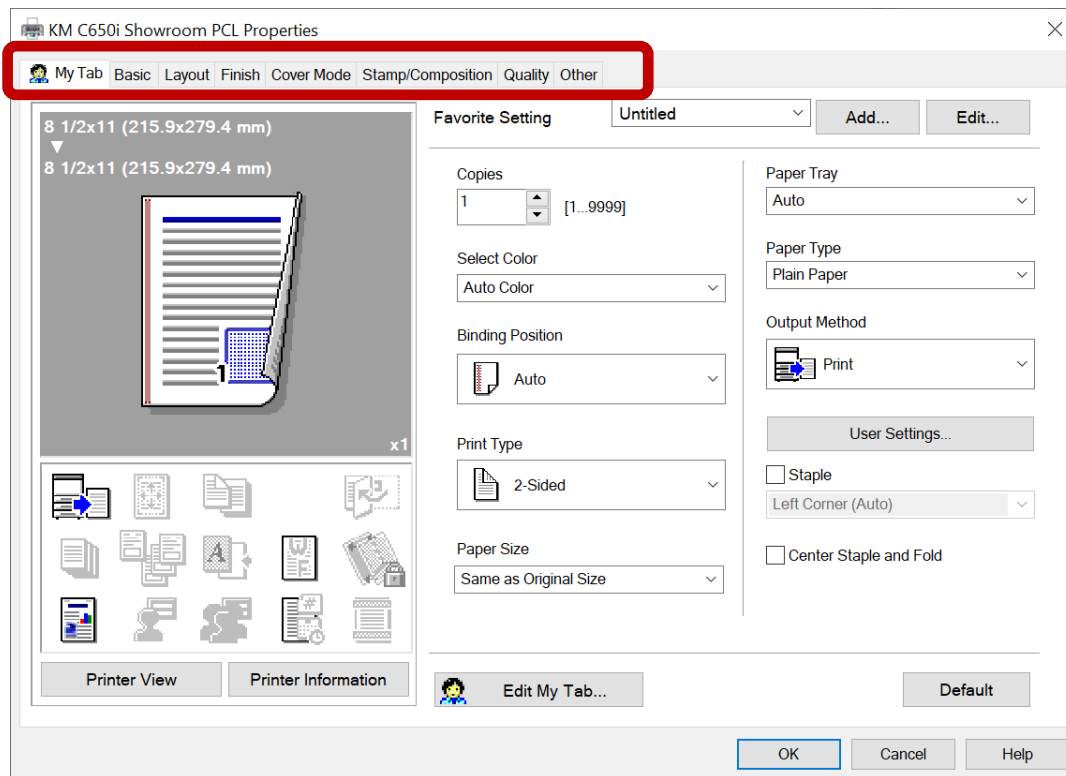 KM C650i Showroom PCL Properties
My Tab Basic Layout Finish Cover Mode Stamp/Composition Quality Other
8 1/2x11 (215.9x279.4 mm)
8 1/2x11 (215.9x279.4 mm)
1
x1
Printer View Printer Information
Favorite Setting Untitled Add... Edit...
Copies
1 [1...9999]
Select Color
Auto Color
Binding Position
Auto
Print Type
2-Sided
Paper Size
Same as Original Size
Paper Tray
Auto
Paper Type
Plain Paper
Output Method
Print
User Settings...
Staple
Left Corner (Auto)
Center Staple and Fold
Edit My Tab... Default
OK Cancel Help